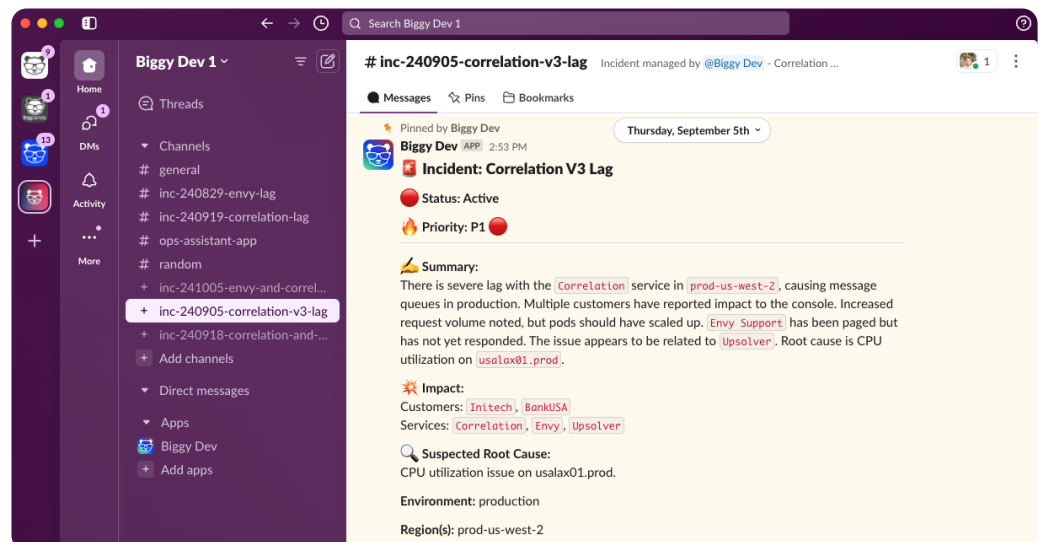 Search Biggy Dev 1
9
1
13
Home
1
DMs
Activity
More
Biggy Dev 1
Threads
Channels
# general
# inc-240829-envy-lag
# inc-240919-correlation-lag
# ops-assistant-app
# random
+ inc-241005-envy-and-correl...
+ inc-240905-correlation-v3-lag
+ inc-240918-correlation-and-...
+ Add channels
Direct messages
Apps
Biggy Dev
+ Add apps
# inc-240905-correlation-v3-lag Incident managed by @Biggy Dev - Correlation ...
1
Messages Pins Bookmarks
Thursday, September 5th
Pinned by Biggy Dev
Biggy Dev APP 2:53 PM
Incident: Correlation V3 Lag
Status: Active
Priority: P1
Summary:
There is severe lag with the Correlation service in prod-us-west-2, causing message
queues in production. Multiple customers have reported impact to the console. Increased
request volume noted, but pods should have scaled up. Envy Support has been paged but
has not yet responded. The issue appears to be related to Upsolver. Root cause is CPU
utilization on usalax01.prod.
Impact:
Customers: Initech, BankUSA
Services: Correlation, Envy, Upsolver
Suspected Root Cause:
CPU utilization issue on usalax01.prod.
Environment: production
Region(s): prod-us-west-2